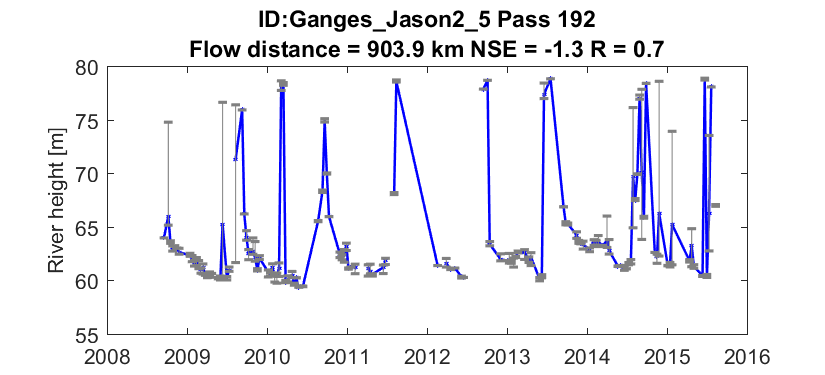 ID:Ganges_Jason2_5 Pass 192
Flow distance = 903.9 km NSE = -1.3 R = 0.7
80
75
70
65
60
55
River height [m]
2008 2009 2010 2011 2012 2013 2014 2015 2016